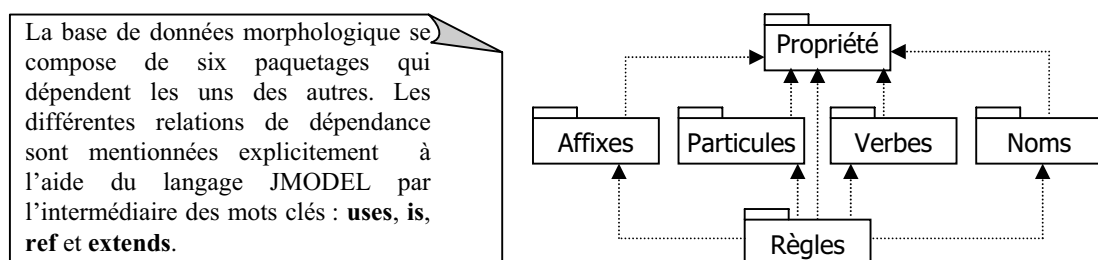 La base de données morphologique se
compose de six paquetages qui
dépendent les uns des autres. Les
différentes relations de dépendance
sont mentionnées explicitement à
l'aide du langage JMODEL par
l'intermédiaire des mots clés : uses, is,
ref et extends.
Propriété
Affixes
Particules
Verbes
Noms
Règles